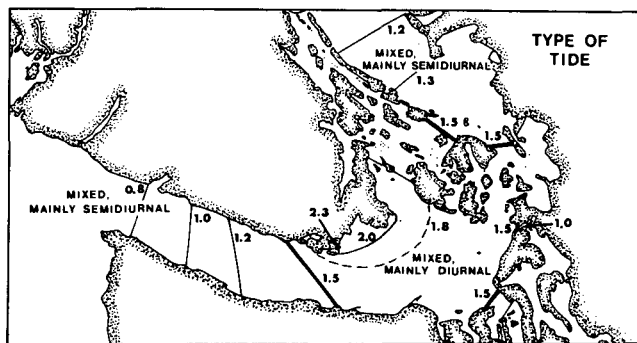 1.2
TYPE OF
TIDE
MIXED,
MAINLY SEMIDIURNAL
1.3
1.5
1.5
0.8
MIXED,
MAINLY SEMIDIURNAL
1.0
1.2
2.3
2.0
1.8
1.5
1.0
MIXED,
MAINLY DIURNAL
1.5
1.5